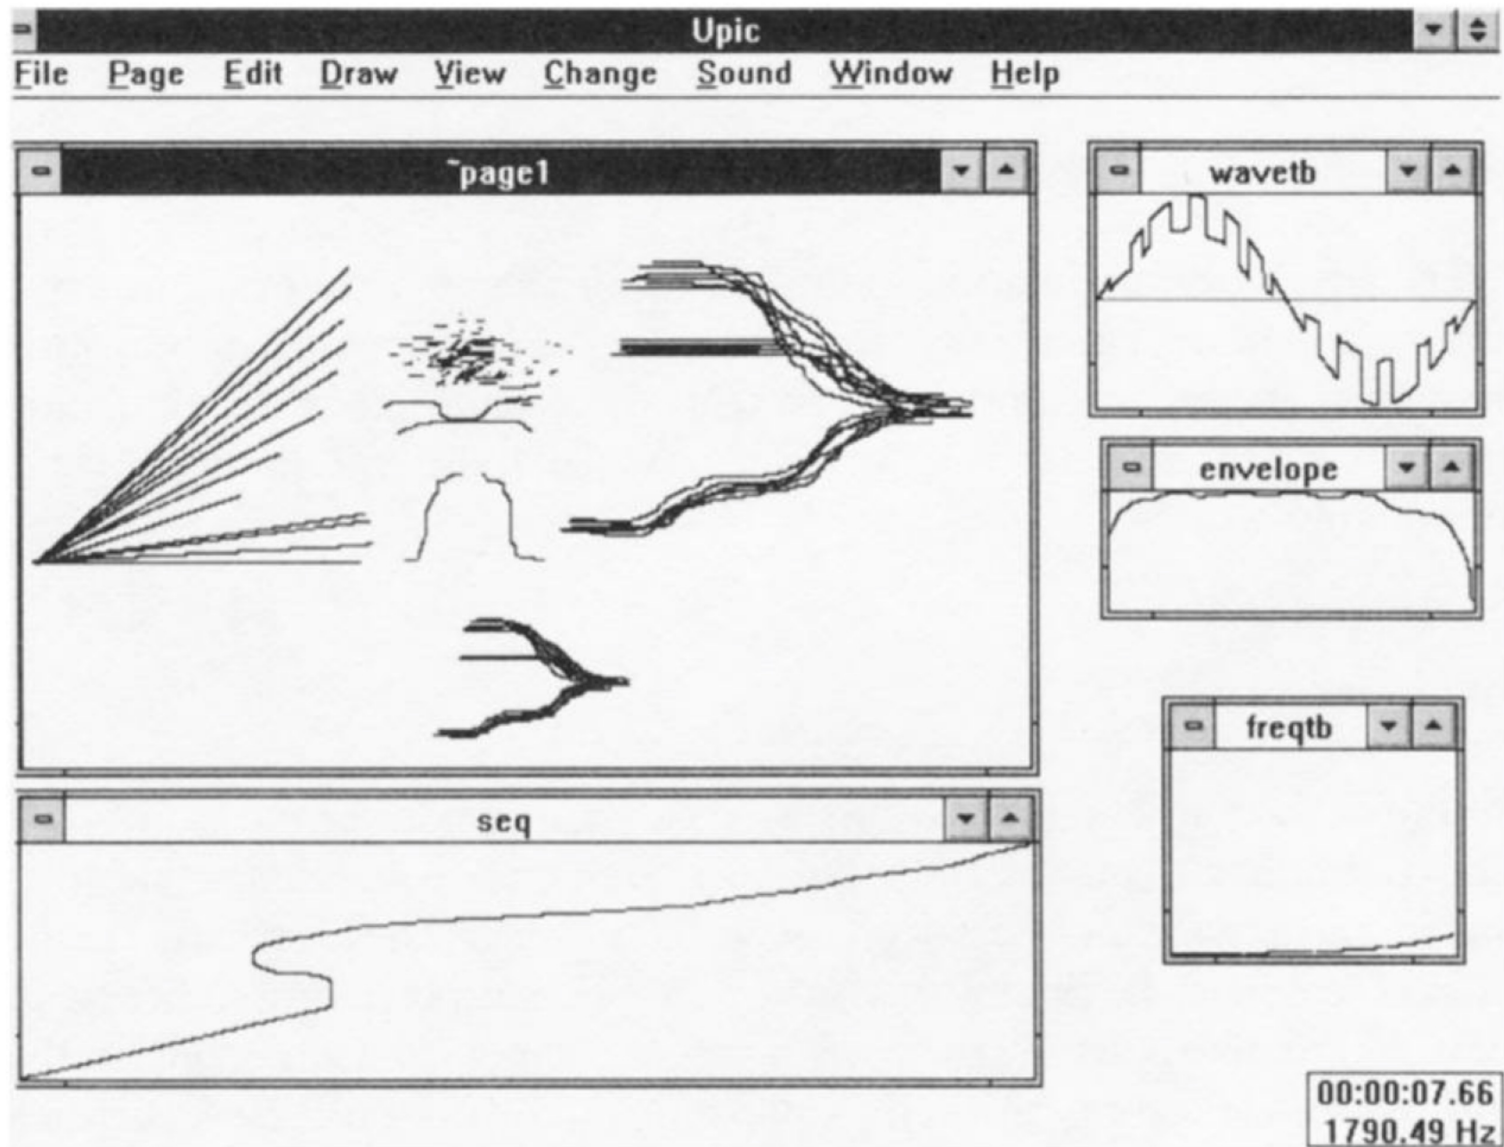 Upic
File Page Edit Draw View Change Sound Window Help
~page1
wavetb
envelope
freqtb
seq
00:00:07.66
1790.49 Hz